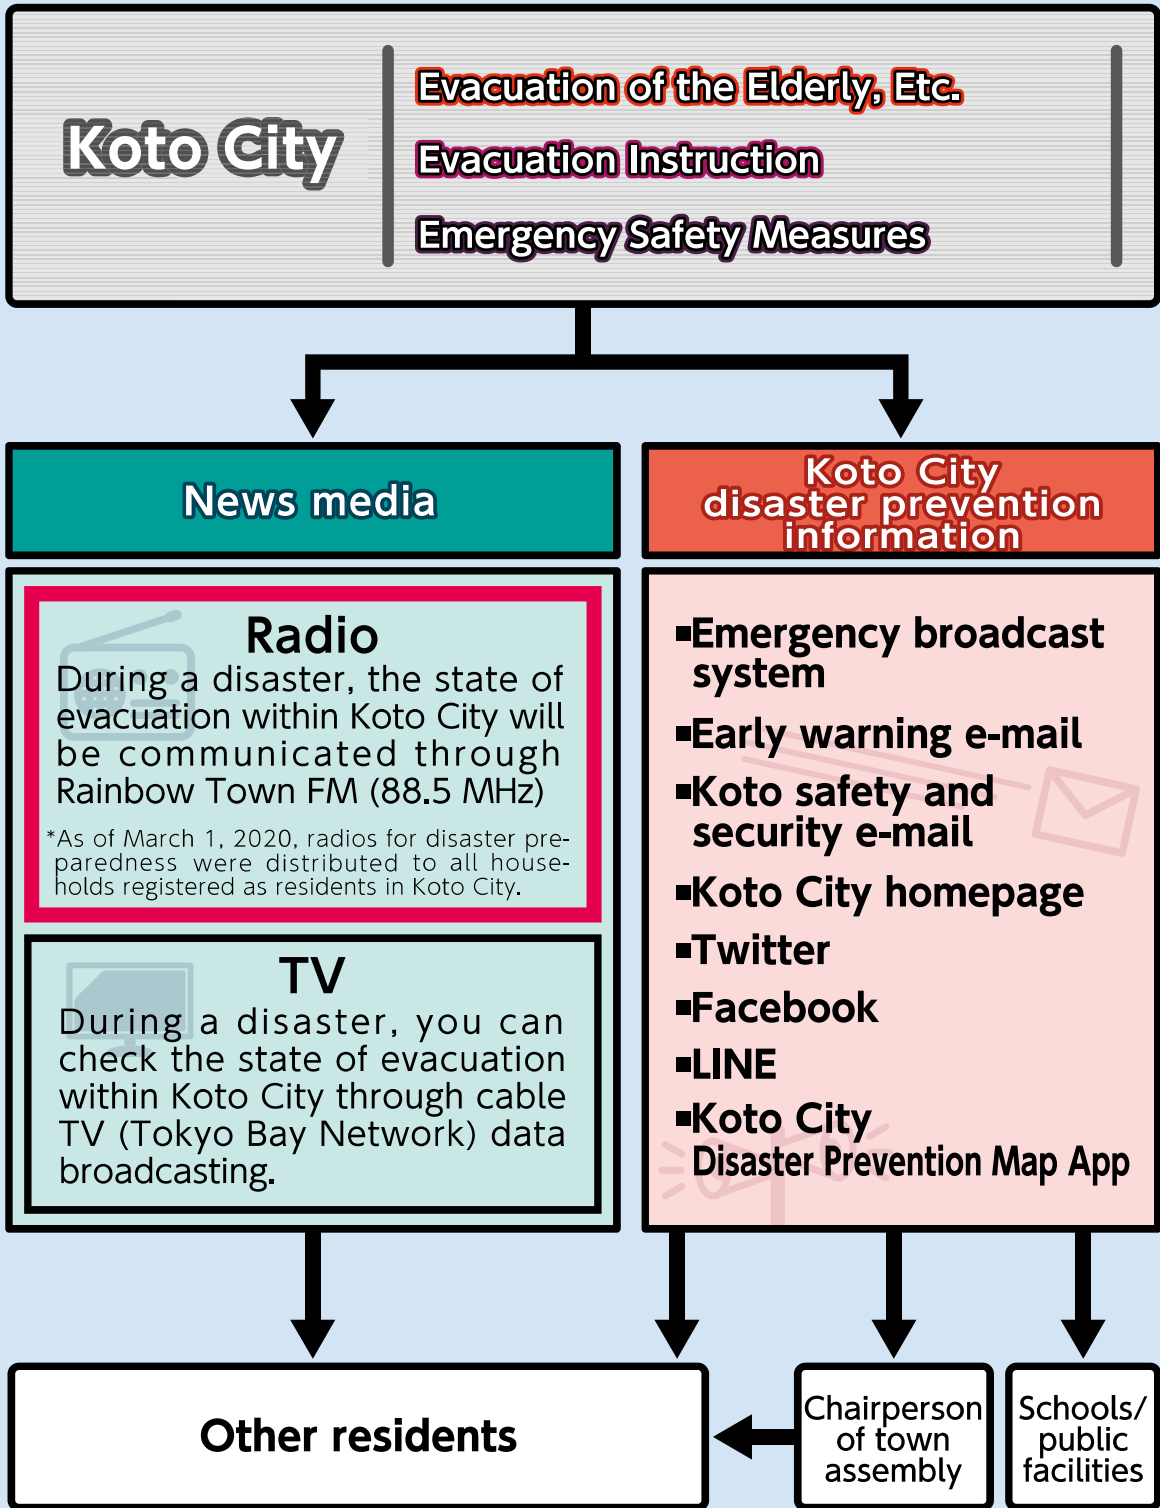 Koto City
Evacuation of the Elderly, Etc.
Evacuation Instruction
Emergency Safety Measures
News media
Radio
During a disaster, the state of
evacuation within Koto City will
be communicated through
Rainbow Town FM (88.5 MHz)
*As of March 1, 2020, radios for disaster pre-
paredness were distributed to all house-
holds registered as residents in Koto City.
TV
During a disaster, you can
check the state of evacuation
within Koto City through cable
TV (Tokyo Bay Network) data
broadcasting.
Koto City
disaster prevention
information
▪Emergency broadcast
system
▪Early warning e-mail
▪Koto safety and
security e-mail
▪Koto City homepage
▪Twitter
▪Facebook
▪LINE
▪Koto City
Disaster Prevention Map App
Other residents
Chairperson
of town
assembly
Schools/
public
facilities